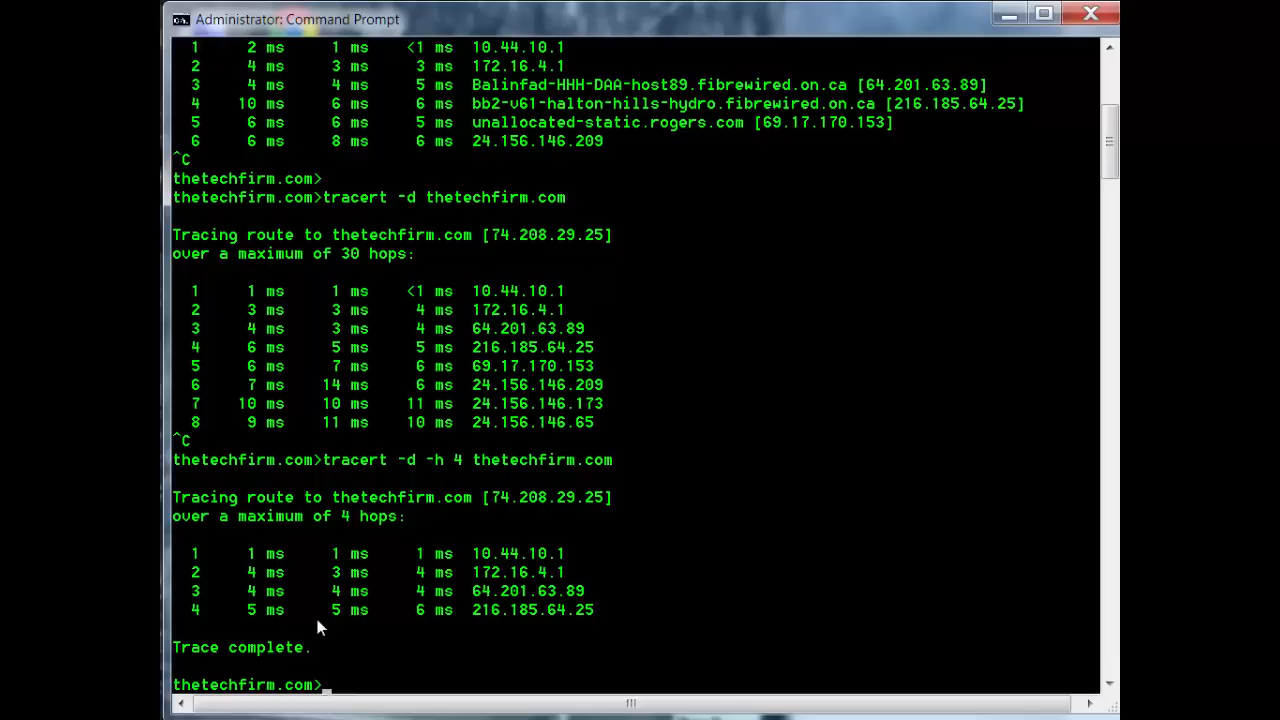 Administrator: Command Prompt
1 2 ms 1 ms <1 ms 10.44.10.1
2 4 ms 3 ms 3 ms 172.16.4.1
3 4 ms 4 ms 5 ms Balinfad-HHH-DAA-host89.fibrewired.on.ca [64.201.63.89]
4 10 ms 6 ms 6 ms bb2-v61-halton-hills-hydro.fibrewired.on.ca [216.185.64.25]
5 6 ms 6 ms 5 ms unallocated-static.rogers.com [69.17.170.153]
6 6 ms 8 ms 6 ms 24.156.146.209
^C
thetechfirm.com>
thetechfirm.com>tracert -d thetechfirm.com
Tracing route to thetechfirm.com [74.208.29.25]
over a maximum of 30 hops:
1 1 ms 1 ms <1 ms 10.44.10.1
2 3 ms 3 ms 4 ms 172.16.4.1
3 4 ms 3 ms 4 ms 64.201.63.89
4 6 ms 5 ms 5 ms 216.185.64.25
5 6 ms 7 ms 6 ms 69.17.170.153
6 7 ms 14 ms 6 ms 24.156.146.209
7 10 ms 10 ms 11 ms 24.156.146.173
8 9 ms 11 ms 10 ms 24.156.146.65
^C
thetechfirm.com>tracert -d -h 4 thetechfirm.com
Tracing route to thetechfirm.com [74.208.29.25]
over a maximum of 4 hops:
1 1 ms 1 ms 1 ms 10.44.10.1
2 4 ms 3 ms 4 ms 172.16.4.1
3 4 ms 4 ms 4 ms 64.201.63.89
4 5 ms 5 ms 6 ms 216.185.64.25
Trace complete.
thetechfirm.com>